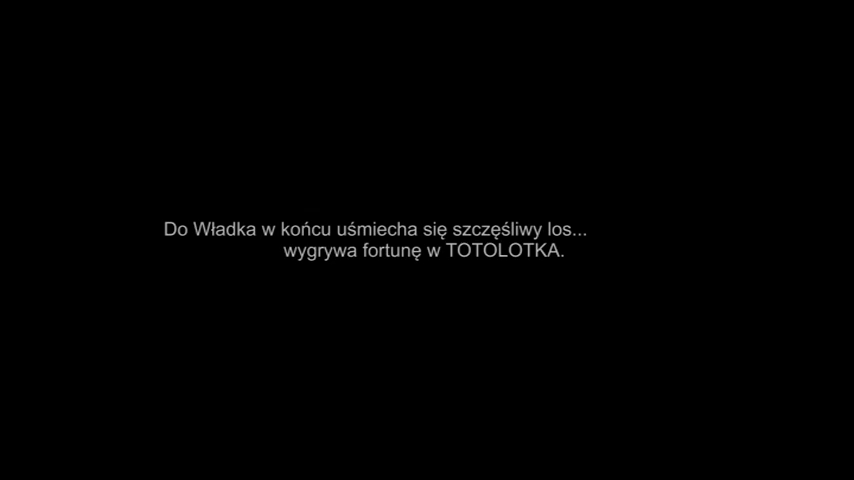 Do Władka w końcu uśmiecha się szczęśliwy los...
wygrywa fortunę w TOTOLOTKA.